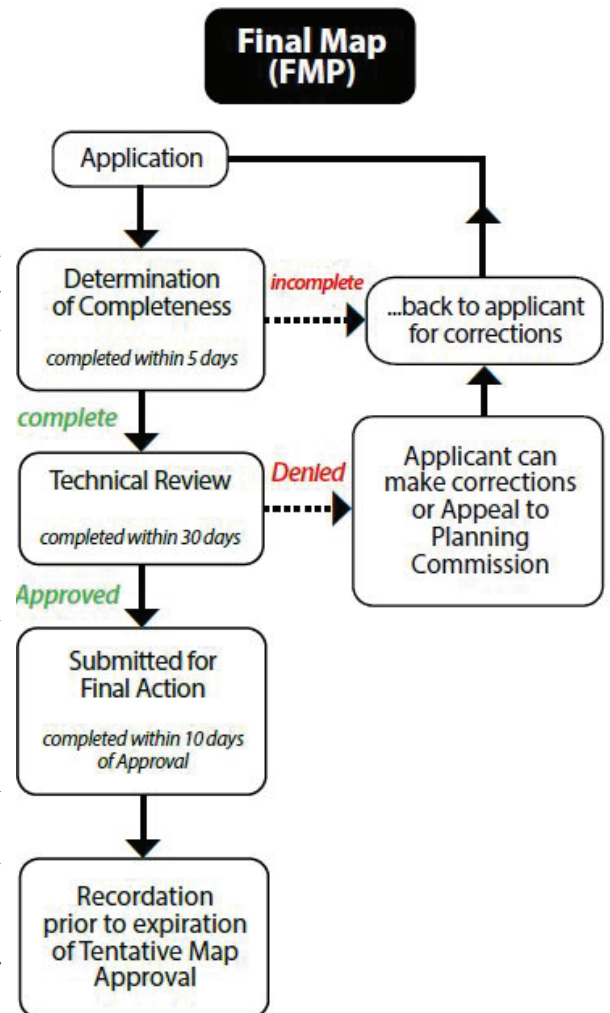 Final Map
(FMP)
Application
Determination
of Completeness
completed within 5 days
incomplete
...back to applicant
for corrections
complete
Technical Review
completed within 30 days
Denied
Applicant can
make corrections
or Appeal to
Planning
Commission
Approved
Submitted for
Final Action
completed within 10 days
of Approval
Recordation
prior to expiration
of Tentative Map
Approval